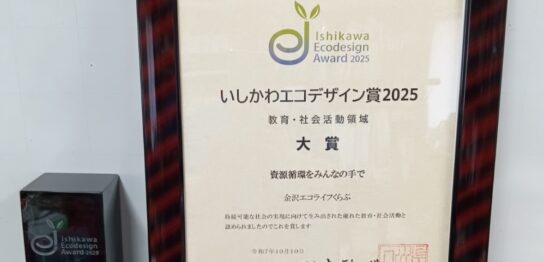 Ishikawa
Ecodesign
Award 2025
いしかわエコデザイン賞2025
教育・社会活動領域
大賞
資源循環をみんなの手で
金沢エコライフくらぶ
持続可能な社会の実現に向けて生み出された優れた教育・社会活動と
認められましたのでこれを賞します
令和7年10月19日
Ishikawa
Ecodesign
Award 2025